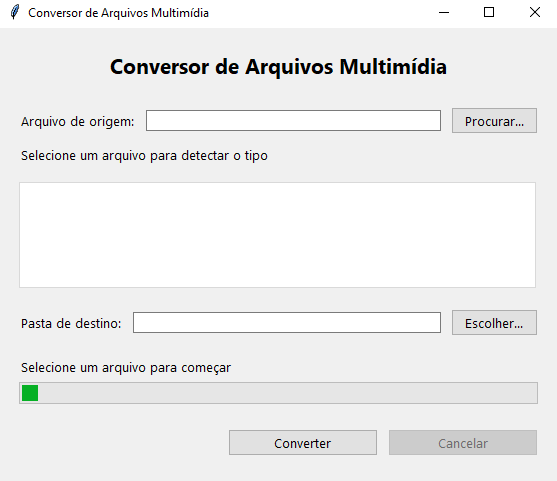 Conversor de Arquivos Multimídia
Conversor de Arquivos Multimídia
Arquivo de origem: Procurar...
Selecione um arquivo para detectar o tipo
Pasta de destino: Escolher...
Selecione um arquivo para começar
Converter Cancelar